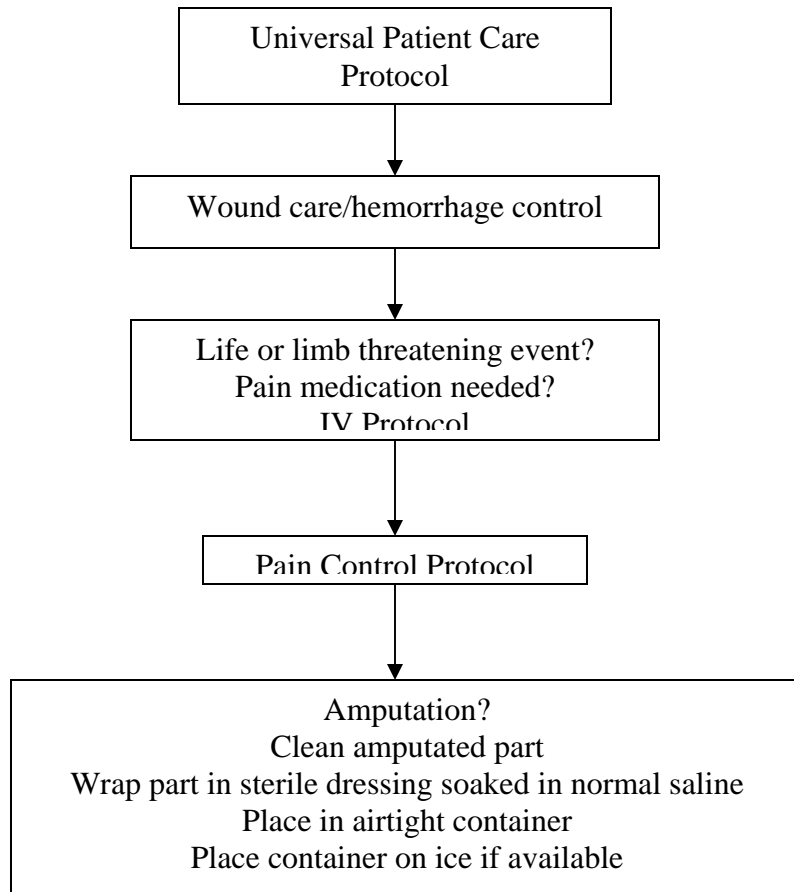 Universal Patient Care
Protocol
Wound care/hemorrhage control
Life or limb threatening event?
Pain medication needed?
IV Protocol
Pain Control Protocol
Amputation?
Clean amputated part
Wrap part in sterile dressing soaked in normal saline
Place in airtight container
Place container on ice if available